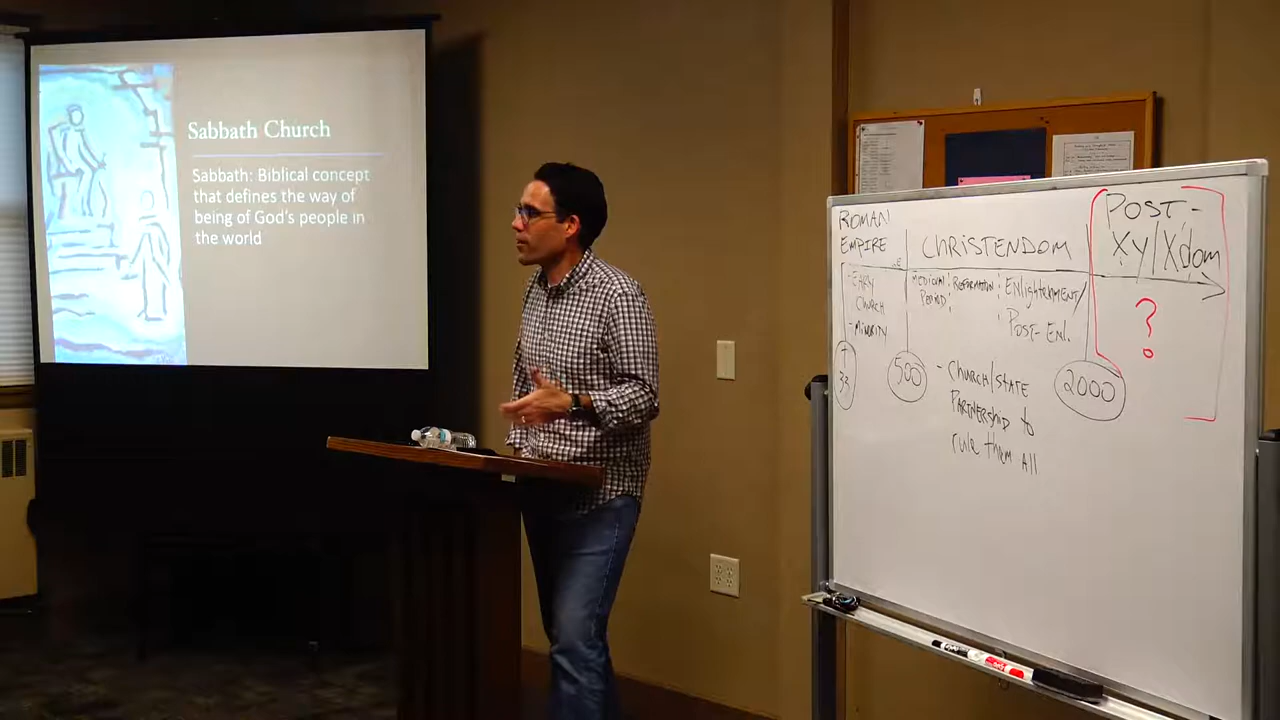 Sabbath Church
Sabbath: Biblical concept
that defines the way of
being of God's people in
the world
ROMAN
EMPIRE
CHRISTENDOM
POST-
Xy/Xdom
-EARY
CHURCH
-MINORITY
MEDIEVAL
PERIOD
REFORMATION
ENLIGHTENMENT/
POST-ENL.
?
33
500
2000
- CHURCH/STATE
PARTNERSHIP to
rule them All